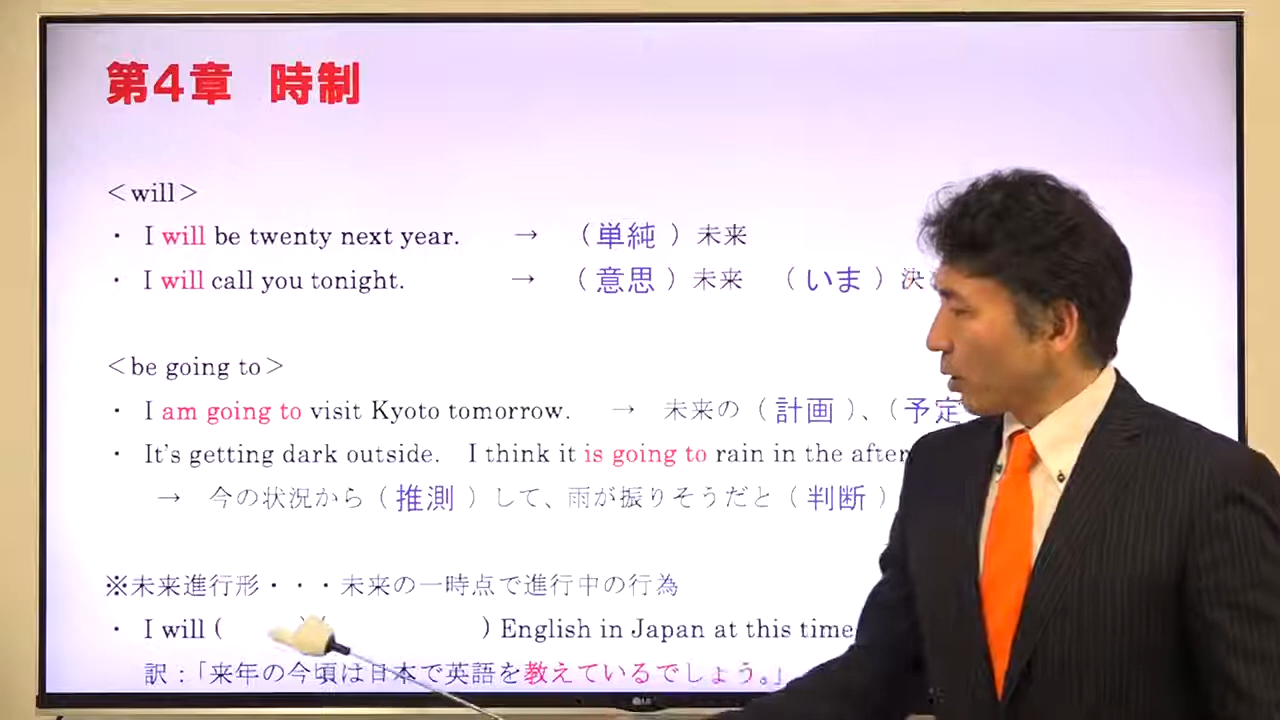 第4章 時制
＜will＞
・ I will be twenty next year. → （単純）未来
・ I will call you tonight. → （意思）未来 （いま）決
＜be going to＞
・ I am going to visit Kyoto tomorrow. → 未来の（計画）、（予定
・ It's getting dark outside. I think it is going to rain in the
→ 今の状況から（推測）して、雨が振りそうだと（判断）
※未来進行形・・・未来の一時点で進行中の行為
・ I will ( )( ) English in Japan at this time
訳：「来年の今頃は日本で英語を教えているでしょう。」
LG